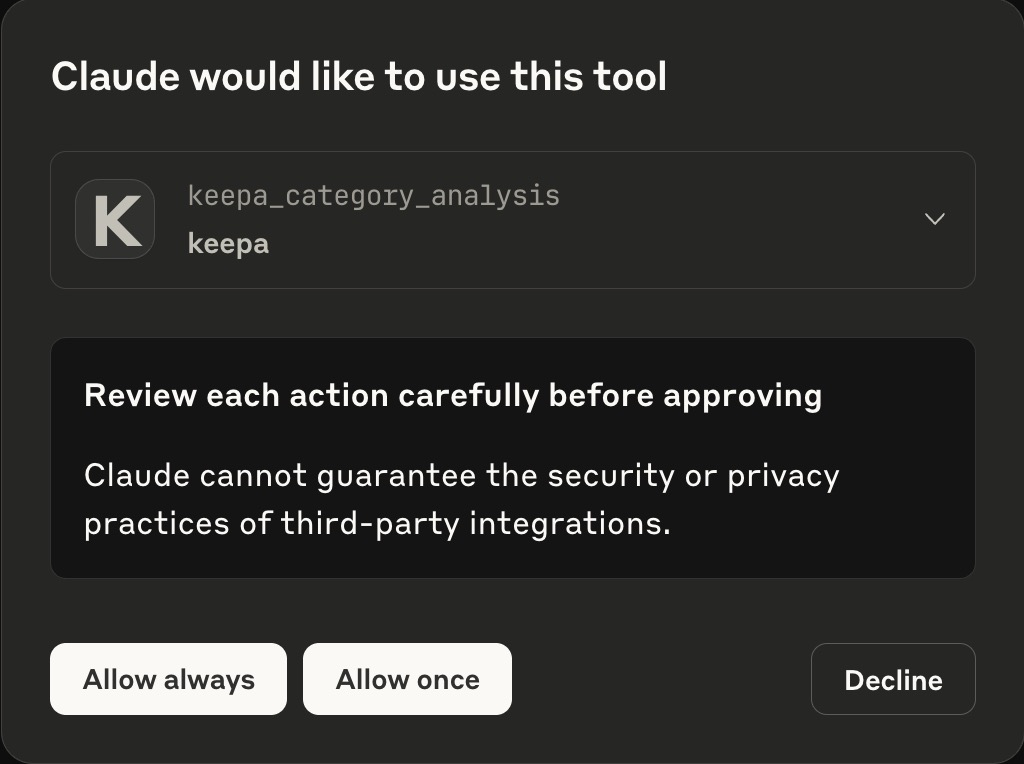 Claude would like to use this tool
K
keepa_category_analysis
keepa
Review each action carefully before approving
Claude cannot guarantee the security or privacy
practices of third-party integrations.
Allow always
Allow once
Decline